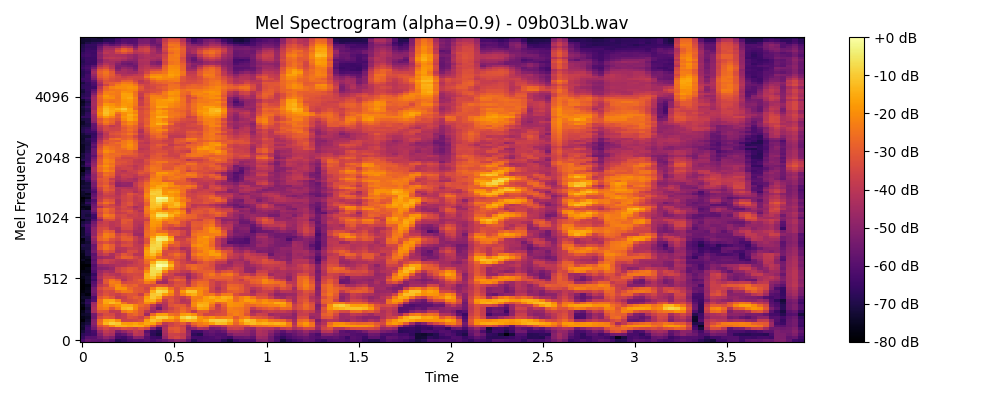 Mel Spectrogram (alpha=0.9) - 09b03Lb.wav
Mel Frequency
4096
2048
1024
512
0
0
0.5
1
1.5
2
2.5
3
3.5
Time
+0 dB
-10 dB
-20 dB
-30 dB
-40 dB
-50 dB
-60 dB
-70 dB
-80 dB